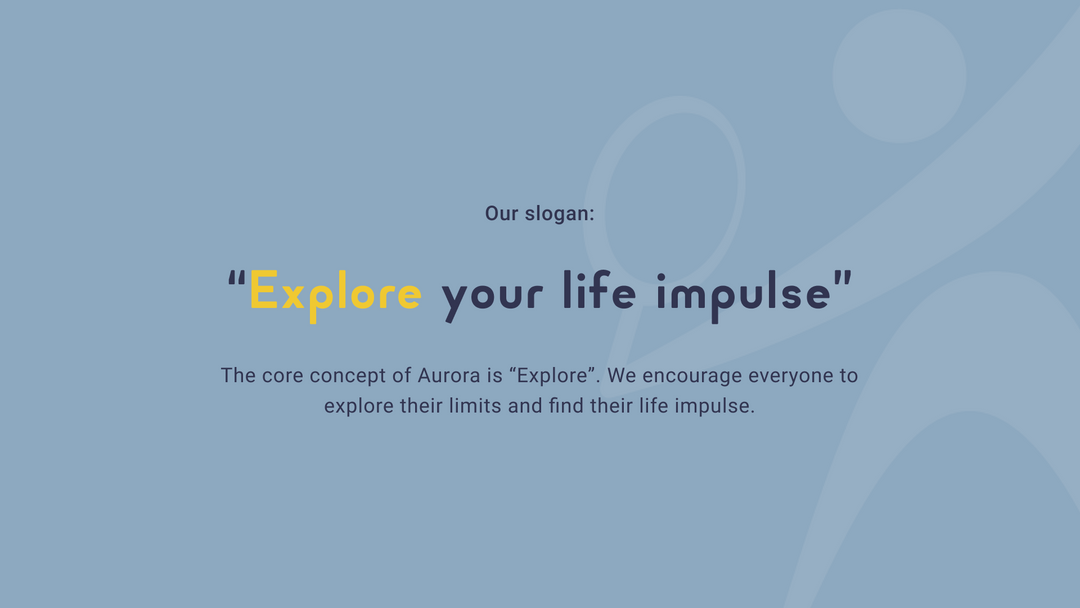 Our slogan:
“Explore your life impulse”
The core concept of Aurora is “Explore”. We encourage everyone to
explore their limits and find their life impulse.